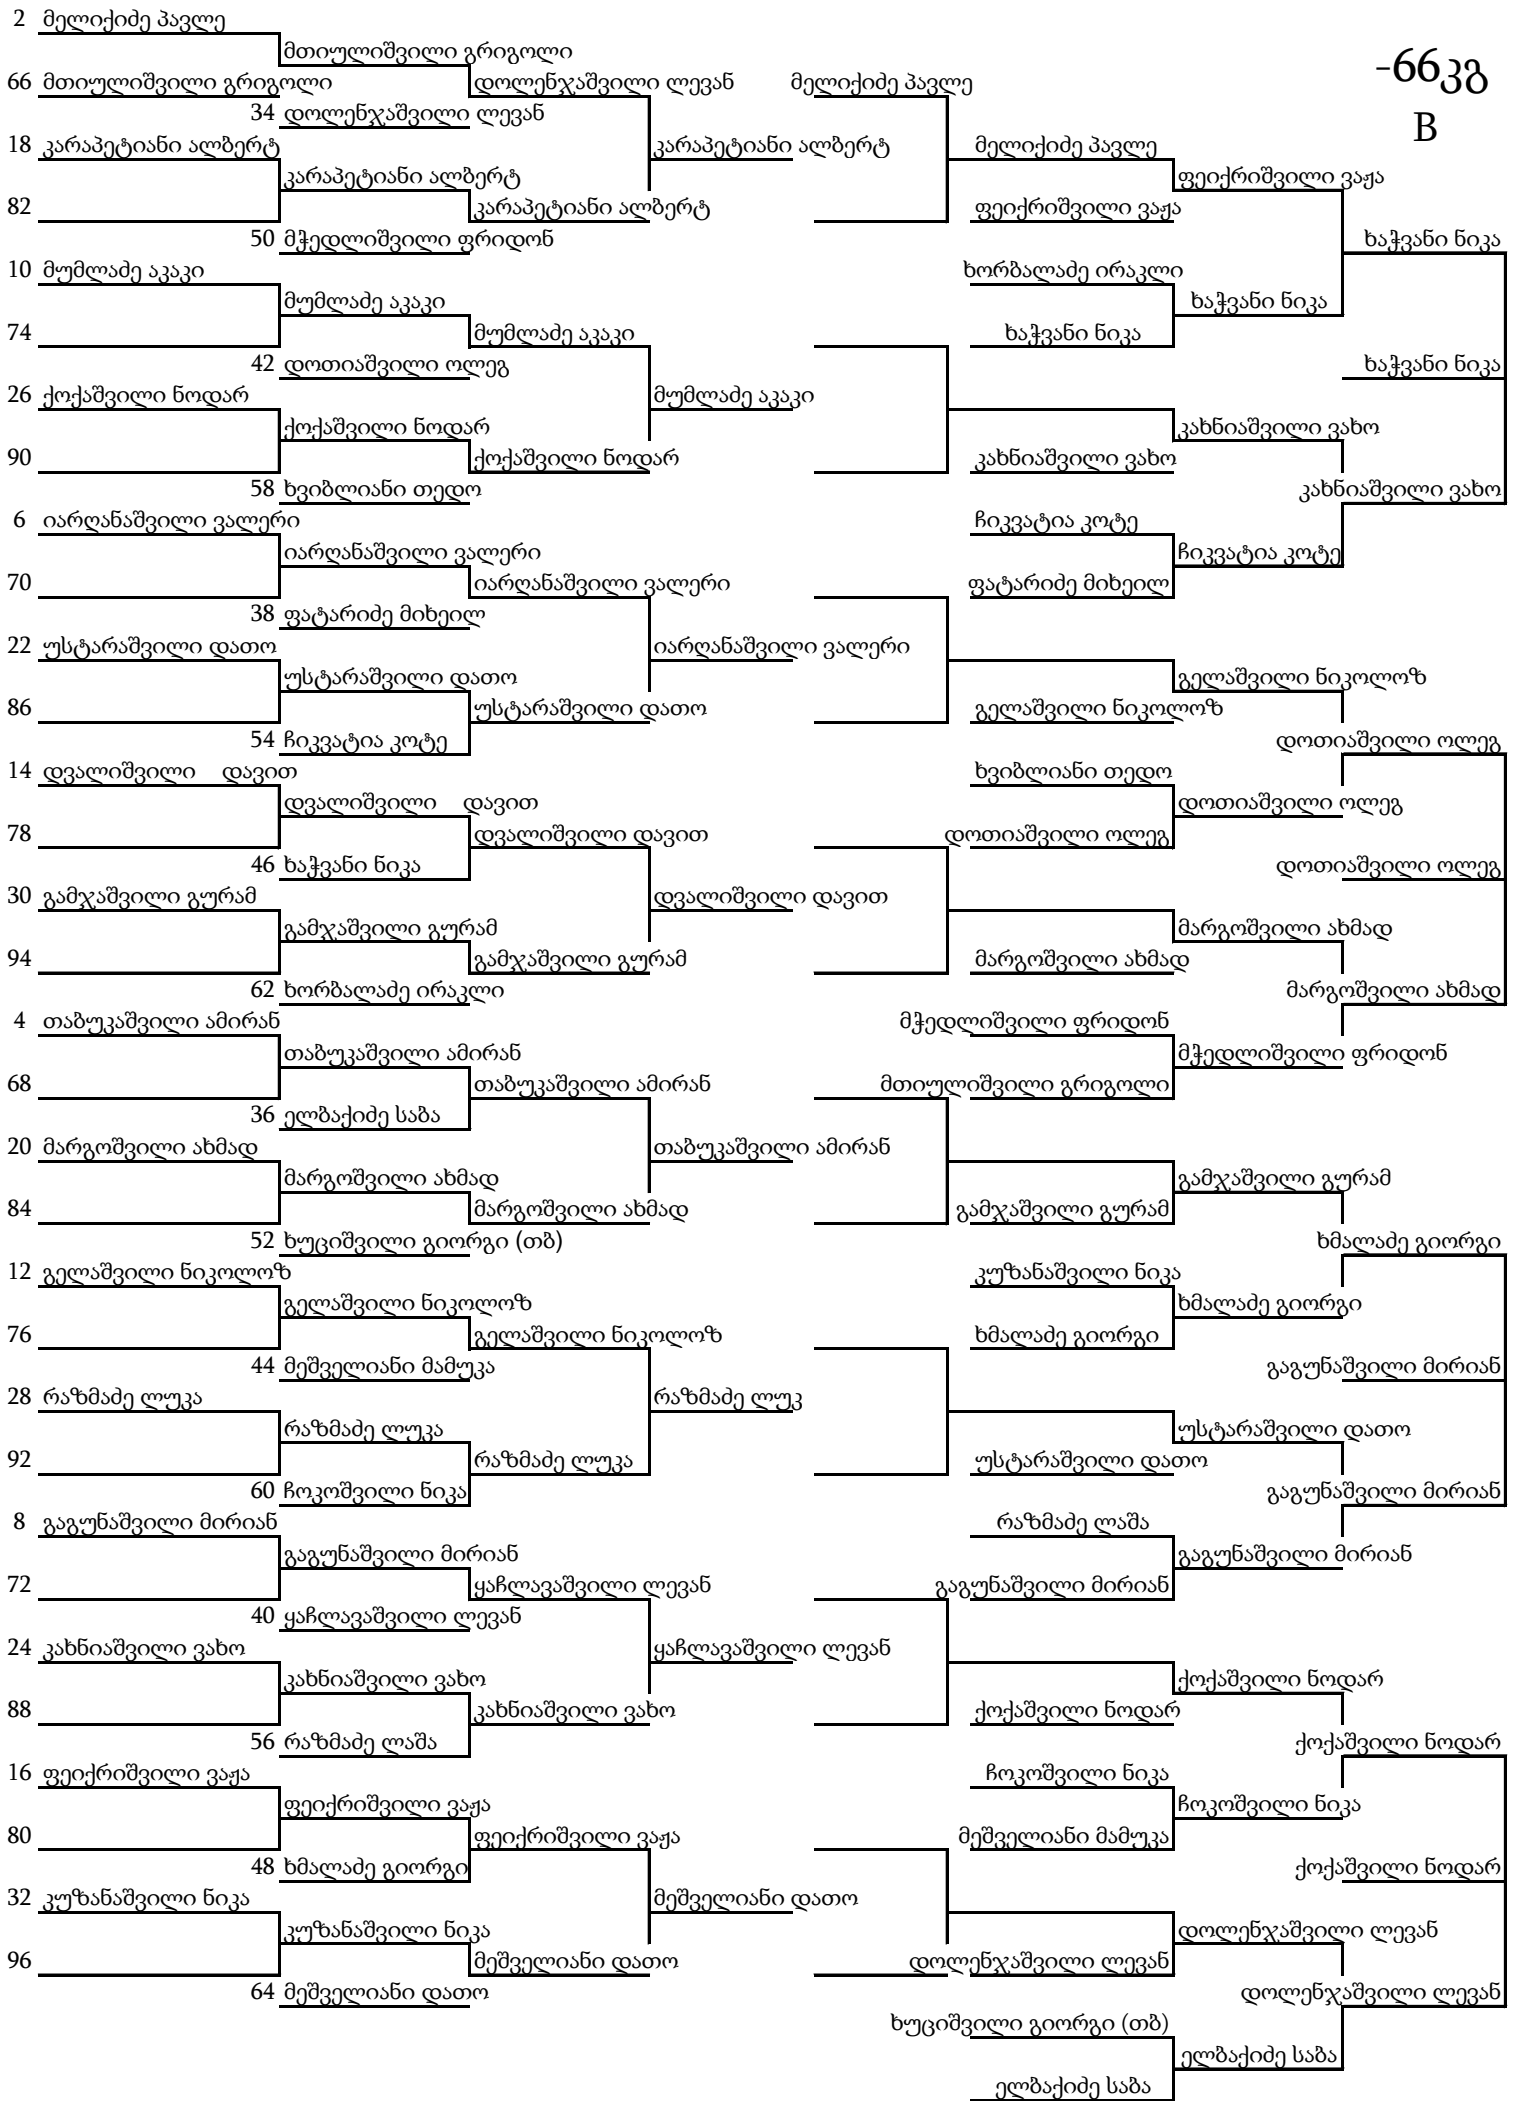 2 მელიქიძე პავლე
მთიულიშვილი გრიგოლი
66 მთიულიშვილი გრიგოლი
დოლენჯაშვილი ლევან
მელიქიძე პავლე
-66კგ
B
34 დოლენჯაშვილი ლევან
18 კარაპეტიანი ალბერტ
კარაპეტიანი ალბერტ
მელიქიძე პავლე
კარაპეტიანი ალბერტ
ფეიქრიშვილი ვაჟა
82
კარაპეტიანი ალბერტ
ფეიქრიშვილი ვაჟა
50 მჭედლიშვილი ფრიდონ
ხაჭვანი ნიკა
10 მუმლაძე აკაკი
ხორბალაძე ირაკლი
მუმლაძე აკაკი
ხაჭვანი ნიკა
74
მუმლაძე აკაკი
ხაჭვანი ნიკა
42 დოთიაშვილი ოლეგ
ხაჭვანი ნიკა
26 ქოქაშვილი ნოდარ
მუმლაძე აკაკი
ქოქაშვილი ნოდარ
კახნიაშვილი ვახო
90
ქოქაშვილი ნოდარ
კახნიაშვილი ვახო
58 ხვიბლიანი თედო
კახნიაშვილი ვახო
6 იარღანაშვილი ვალერი
ჩიკვატია კოტე
იარღანაშვილი ვალერი
ჩიკვატია კოტე
70
იარღანაშვილი ვალერი
ფატარიძე მიხეილ
38 ფატარიძე მიხეილ
22 უსტარაშვილი დათო
იარღანაშვილი ვალერი
უსტარაშვილი დათო
გელაშვილი ნიკოლოზ
86
უსტარაშვილი დათო
გელაშვილი ნიკოლოზ
54 ჩიკვატია კოტე
დოთიაშვილი ოლეგ
14 დვალიშვილი დავით
ხვიბლიანი თედო
დვალიშვილი დავით
დოთიაშვილი ოლეგ
78
დვალიშვილი დავით
დოთიაშვილი ოლეგ
46 ხაჭვანი ნიკა
დოთიაშვილი ოლეგ
30 გამჯაშვილი გურამ
დვალიშვილი დავით
გამჯაშვილი გურამ
მარგოშვილი ახმად
94
გამჯაშვილი გურამ
მარგოშვილი ახმად
62 ხორბალაძე ირაკლი
მარგოშვილი ახმად
4 თაბუკაშვილი ამირან
მჭედლიშვილი ფრიდონ
თაბუკაშვილი ამირან
მჭედლიშვილი ფრიდონ
68
თაბუკაშვილი ამირან
მთიულიშვილი გრიგოლი
36 ელბაქიძე საბა
20 მარგოშვილი ახმად
თაბუკაშვილი ამირან
მარგოშვილი ახმად
გამჯაშვილი გურამ
84
მარგოშვილი ახმად
გამჯაშვილი გურამ
52 ხუციშვილი გიორგი (თბ)
ხმალაძე გიორგი
12 გელაშვილი ნიკოლოზ
კუზანაშვილი ნიკა
გელაშვილი ნიკოლოზ
ხმალაძე გიორგი
76
გელაშვილი ნიკოლოზ
ხმალაძე გიორგი
44 მეშველიანი მამუკა
გაგუნაშვილი მირიან
28 რაზმაძე ლუკა
რაზმაძე ლუკ
რაზმაძე ლუკა
უსტარაშვილი დათო
92
რაზმაძე ლუკა
უსტარაშვილი დათო
60 ჩოკოშვილი ნიკა
გაგუნაშვილი მირიან
8 გაგუნაშვილი მირიან
რაზმაძე ლაშა
გაგუნაშვილი მირიან
გაგუნაშვილი მირიან
72
ყაჩლავაშვილი ლევან
გაგუნაშვილი მირიან
40 ყაჩლავაშვილი ლევან
24 კახნიაშვილი ვახო
ყაჩლავაშვილი ლევან
კახნიაშვილი ვახო
ქოქაშვილი ნოდარ
88
კახნიაშვილი ვახო
ქოქაშვილი ნოდარ
56 რაზმაძე ლაშა
ქოქაშვილი ნოდარ
16 ფეიქრიშვილი ვაჟა
ჩოკოშვილი ნიკა
ფეიქრიშვილი ვაჟა
ჩოკოშვილი ნიკა
80
ფეიქრიშვილი ვაჟა
მეშველიანი მამუკა
48 ხმალაძე გიორგი
ქოქაშვილი ნოდარ
32 კუზანაშვილი ნიკა
მეშველიანი დათო
კუზანაშვილი ნიკა
დოლენჯაშვილი ლევან
96
მეშველიანი დათო
დოლენჯაშვილი ლევან
64 მეშველიანი დათო
დოლენჯაშვილი ლევან
ხუციშვილი გიორგი (თბ)
ელბაქიძე საბა
ელბაქიძე საბა